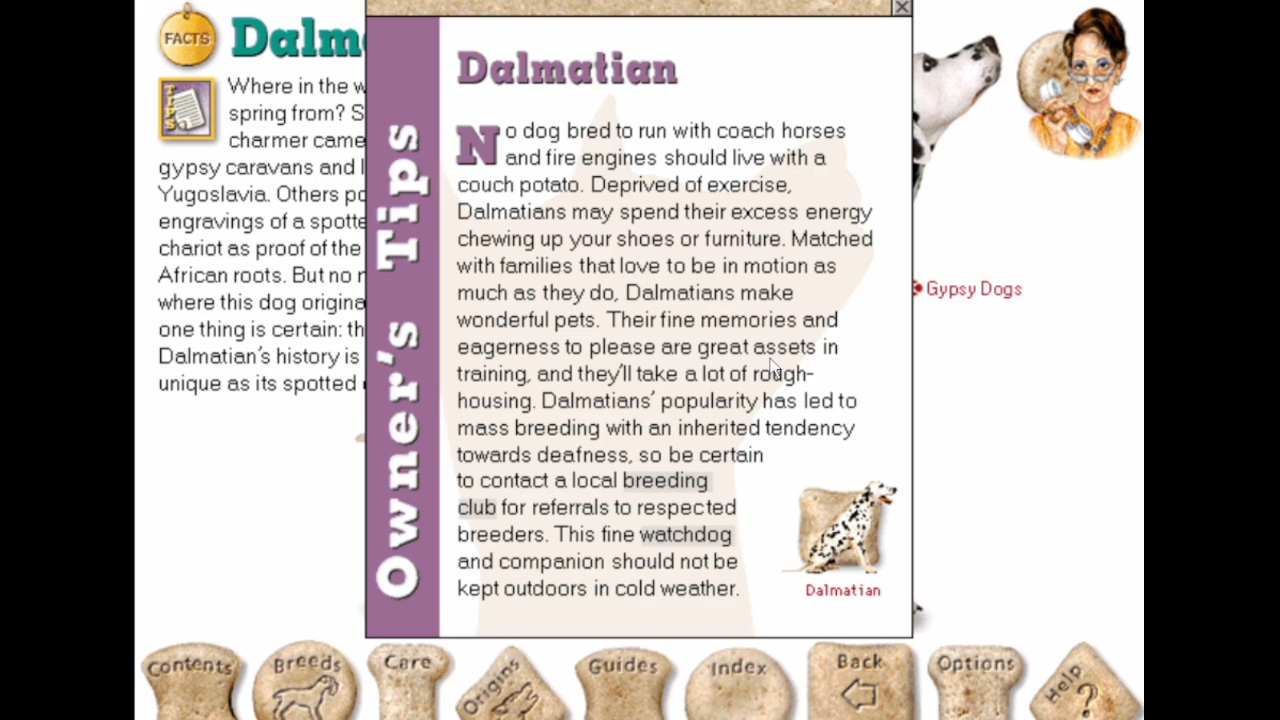 FACTS
Dalm
TIPS
Where in the w
spring from? S
charmer came
gypsy caravans and l
Yugoslavia. Others po
engravings of a spotte
chariot as proof of the
African roots. But no r
where this dog origina
one thing is certain: th
Dalmatian's history is
unique as its spotted
Owner's Tips
Dalmatian
No dog bred to run with coach horses
and fire engines should live with a
couch potato. Deprived of exercise,
Dalmatians may spend their excess energy
chewing up your shoes or furniture. Matched
with families that love to be in motion as
much as they do, Dalmatians make
wonderful pets. Their fine memories and
eagerness to please are great assets in
training, and they'll take a lot of rough-
housing. Dalmatians' popularity has led to
mass breeding with an inherited tendency
towards deafness, so be certain
to contact a local breeding
club for referrals to respected
breeders. This fine watchdog
and companion should not be
kept outdoors in cold weather.
Dalmatian
Gypsy Dogs
Contents
Breeds
Care
Origins
Guides
Index
Back
Options
Help
?